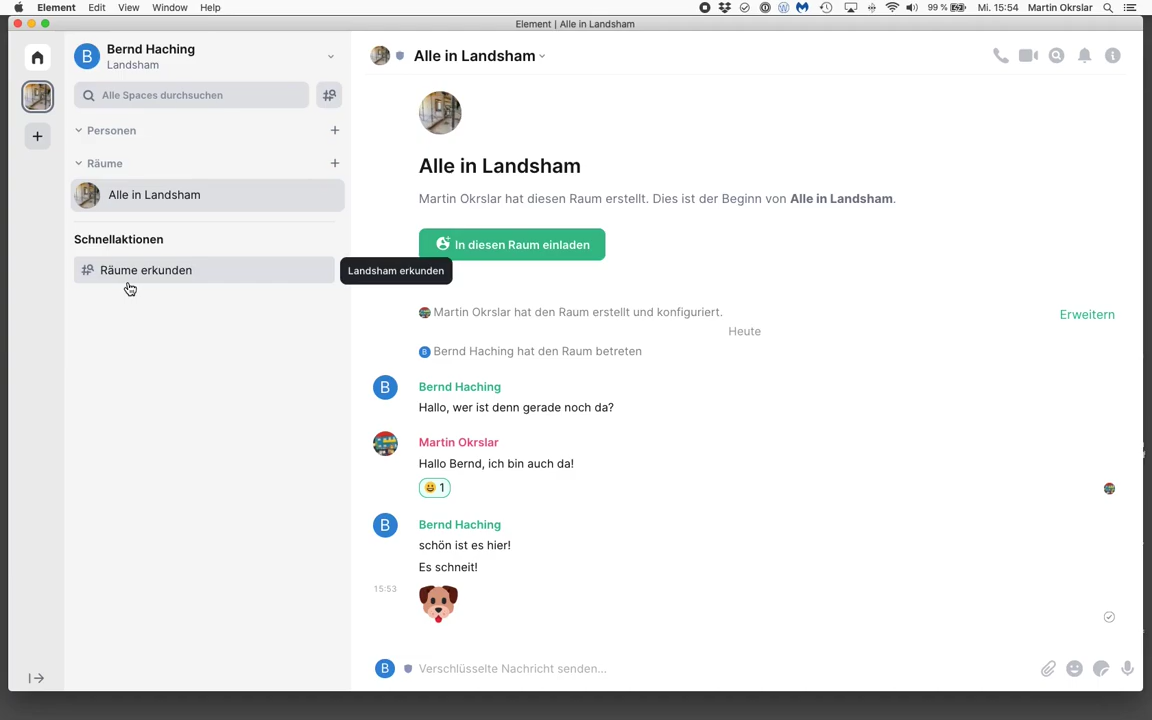 Element Edit View Window Help 99 % Mi. 15:54 Martin Okrslar
Element | Alle in Landsham
B Bernd Haching
Landsham
Alle in Landsham
Alle Spaces durchsuchen
Personen
Räume
Alle in Landsham
Schnellaktionen
Räume erkunden
Landsham erkunden
Alle in Landsham
Martin Okrslar hat diesen Raum erstellt. Dies ist der Beginn von Alle in Landsham.
In diesen Raum einladen
Martin Okrslar hat den Raum erstellt und konfiguriert.
Erweitern
Heute
B Bernd Haching hat den Raum betreten
B Bernd Haching
Hallo, wer ist denn gerade noch da?
Martin Okrslar
Hallo Bernd, ich bin auch da!
😀 1
B Bernd Haching
schön ist es hier!
Es schneit!
15:53
B Verschlüsselte Nachricht senden...